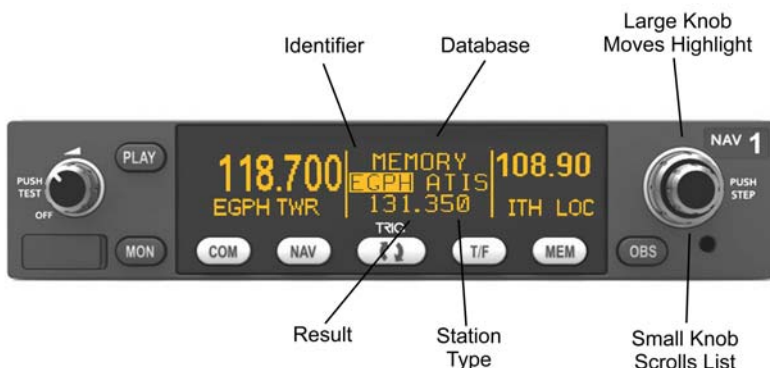 Identifier
Database
Large Knob
Moves Highlight
NAV 1
PLAY
PUSH
TEST
OFF
118.700
EGPH TWR
MEMORY
EGPH ATIS
131.350
108.90
ITH LOC
PUSH
STEP
TRIG
MON
COM
NAV
T/F
MEM
OBS
Result
Station
Type
Small Knob
Scrolls List